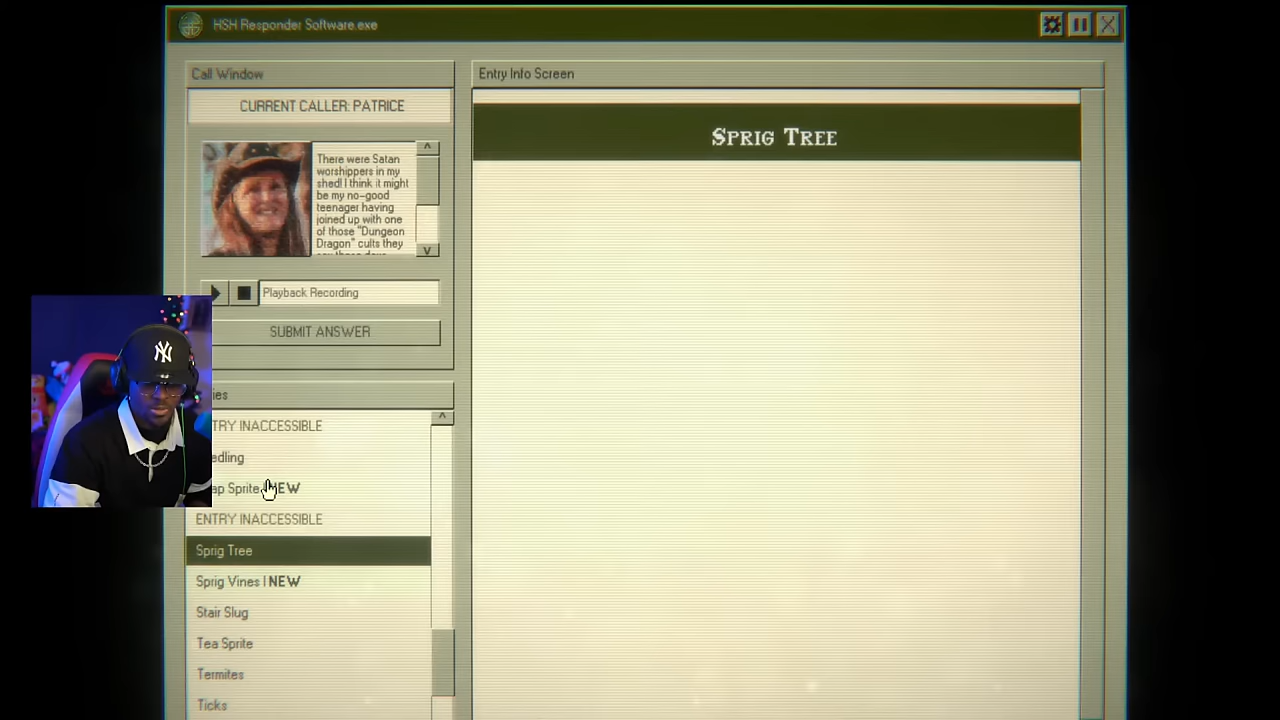 HSH Responder Software.exe
Call Window
CURRENT CALLER: PATRICE
There were Satan
worshippers in my
shed! I think it might
be my no-good
teenager having
joined up with one
of those "Dungeon
Dragon" cults they
Playback Recording
SUBMIT ANSWER
ENTRY INACCESSIBLE
NEW
ENTRY INACCESSIBLE
Sprig Tree
Sprig Vines | NEW
Stair Slug
Tea Sprite
Termites
Ticks
Entry Info Screen
Sprig Tree
NY